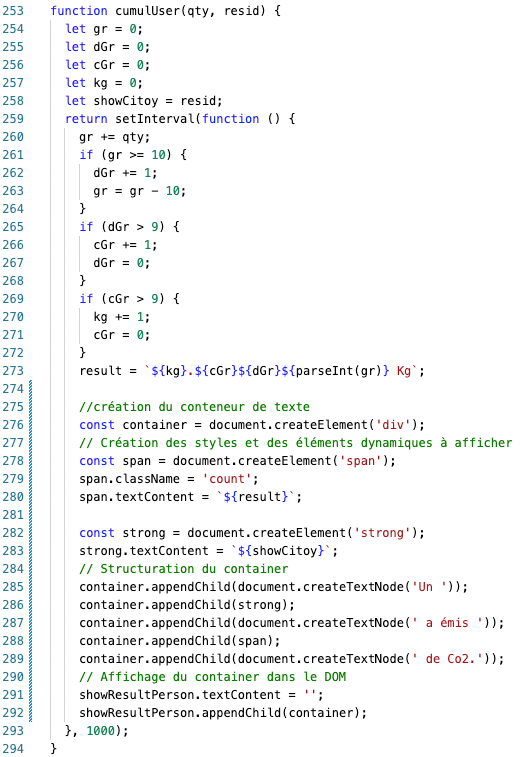 253 function cumulUser(qty, resid) {
254 let gr = 0;
255 let dGr = 0;
256 let cGr = 0;
257 let kg = 0;
258 let showCitoy = resid;
259 return setInterval(function () {
260 gr += qty;
261 if (gr >= 10) {
262 dGr += 1;
263 gr = gr - 10;
264 }
265 if (dGr > 9) {
266 cGr += 1;
267 dGr = 0;
268 }
269 if (cGr > 9) {
270 kg += 1;
271 cGr = 0;
272 }
273 result = `${kg}.${cGr}${dGr}${parseInt(gr)} Kg`;
274
275 //création du conteneur de texte
276 const container = document.createElement('div');
277 // Création des styles et des éléments dynamiques à afficher
278 const span = document.createElement('span');
279 span.className = 'count';
280 span.textContent = `${result}`;
281
282 const strong = document.createElement('strong');
283 strong.textContent = `${showCitoy}`;
284 // Structuration du container
285 container.appendChild(document.createTextNode('Un '));
286 container.appendChild(strong);
287 container.appendChild(document.createTextNode(' a émis '));
288 container.appendChild(span);
289 container.appendChild(document.createTextNode(' de Co2.'));
290 // Affichage du container dans le DOM
291 showResultPerson.textContent = '';
292 showResultPerson.appendChild(container);
293 }, 1000);
294 }